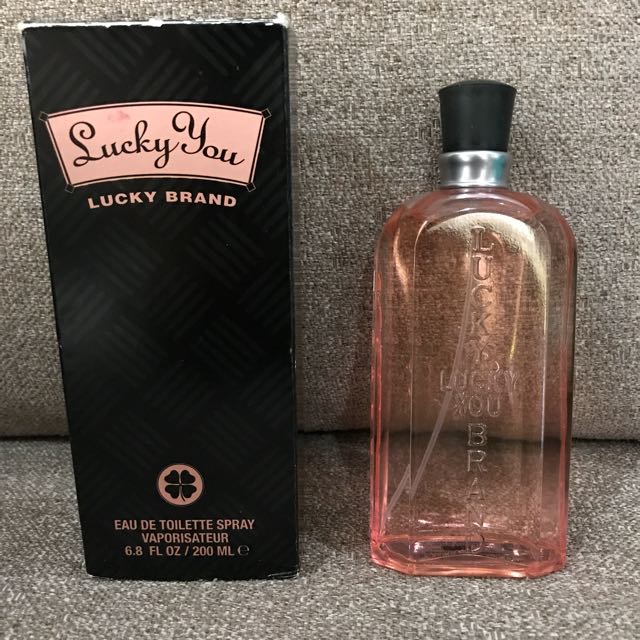 Lucky You
LUCKY BRAND
EAU DE TOILETTE SPRAY
VAPORISATEUR
6.8 FL OZ / 200 ML ℮
LUCKY BRAND
LUCKY
YOU